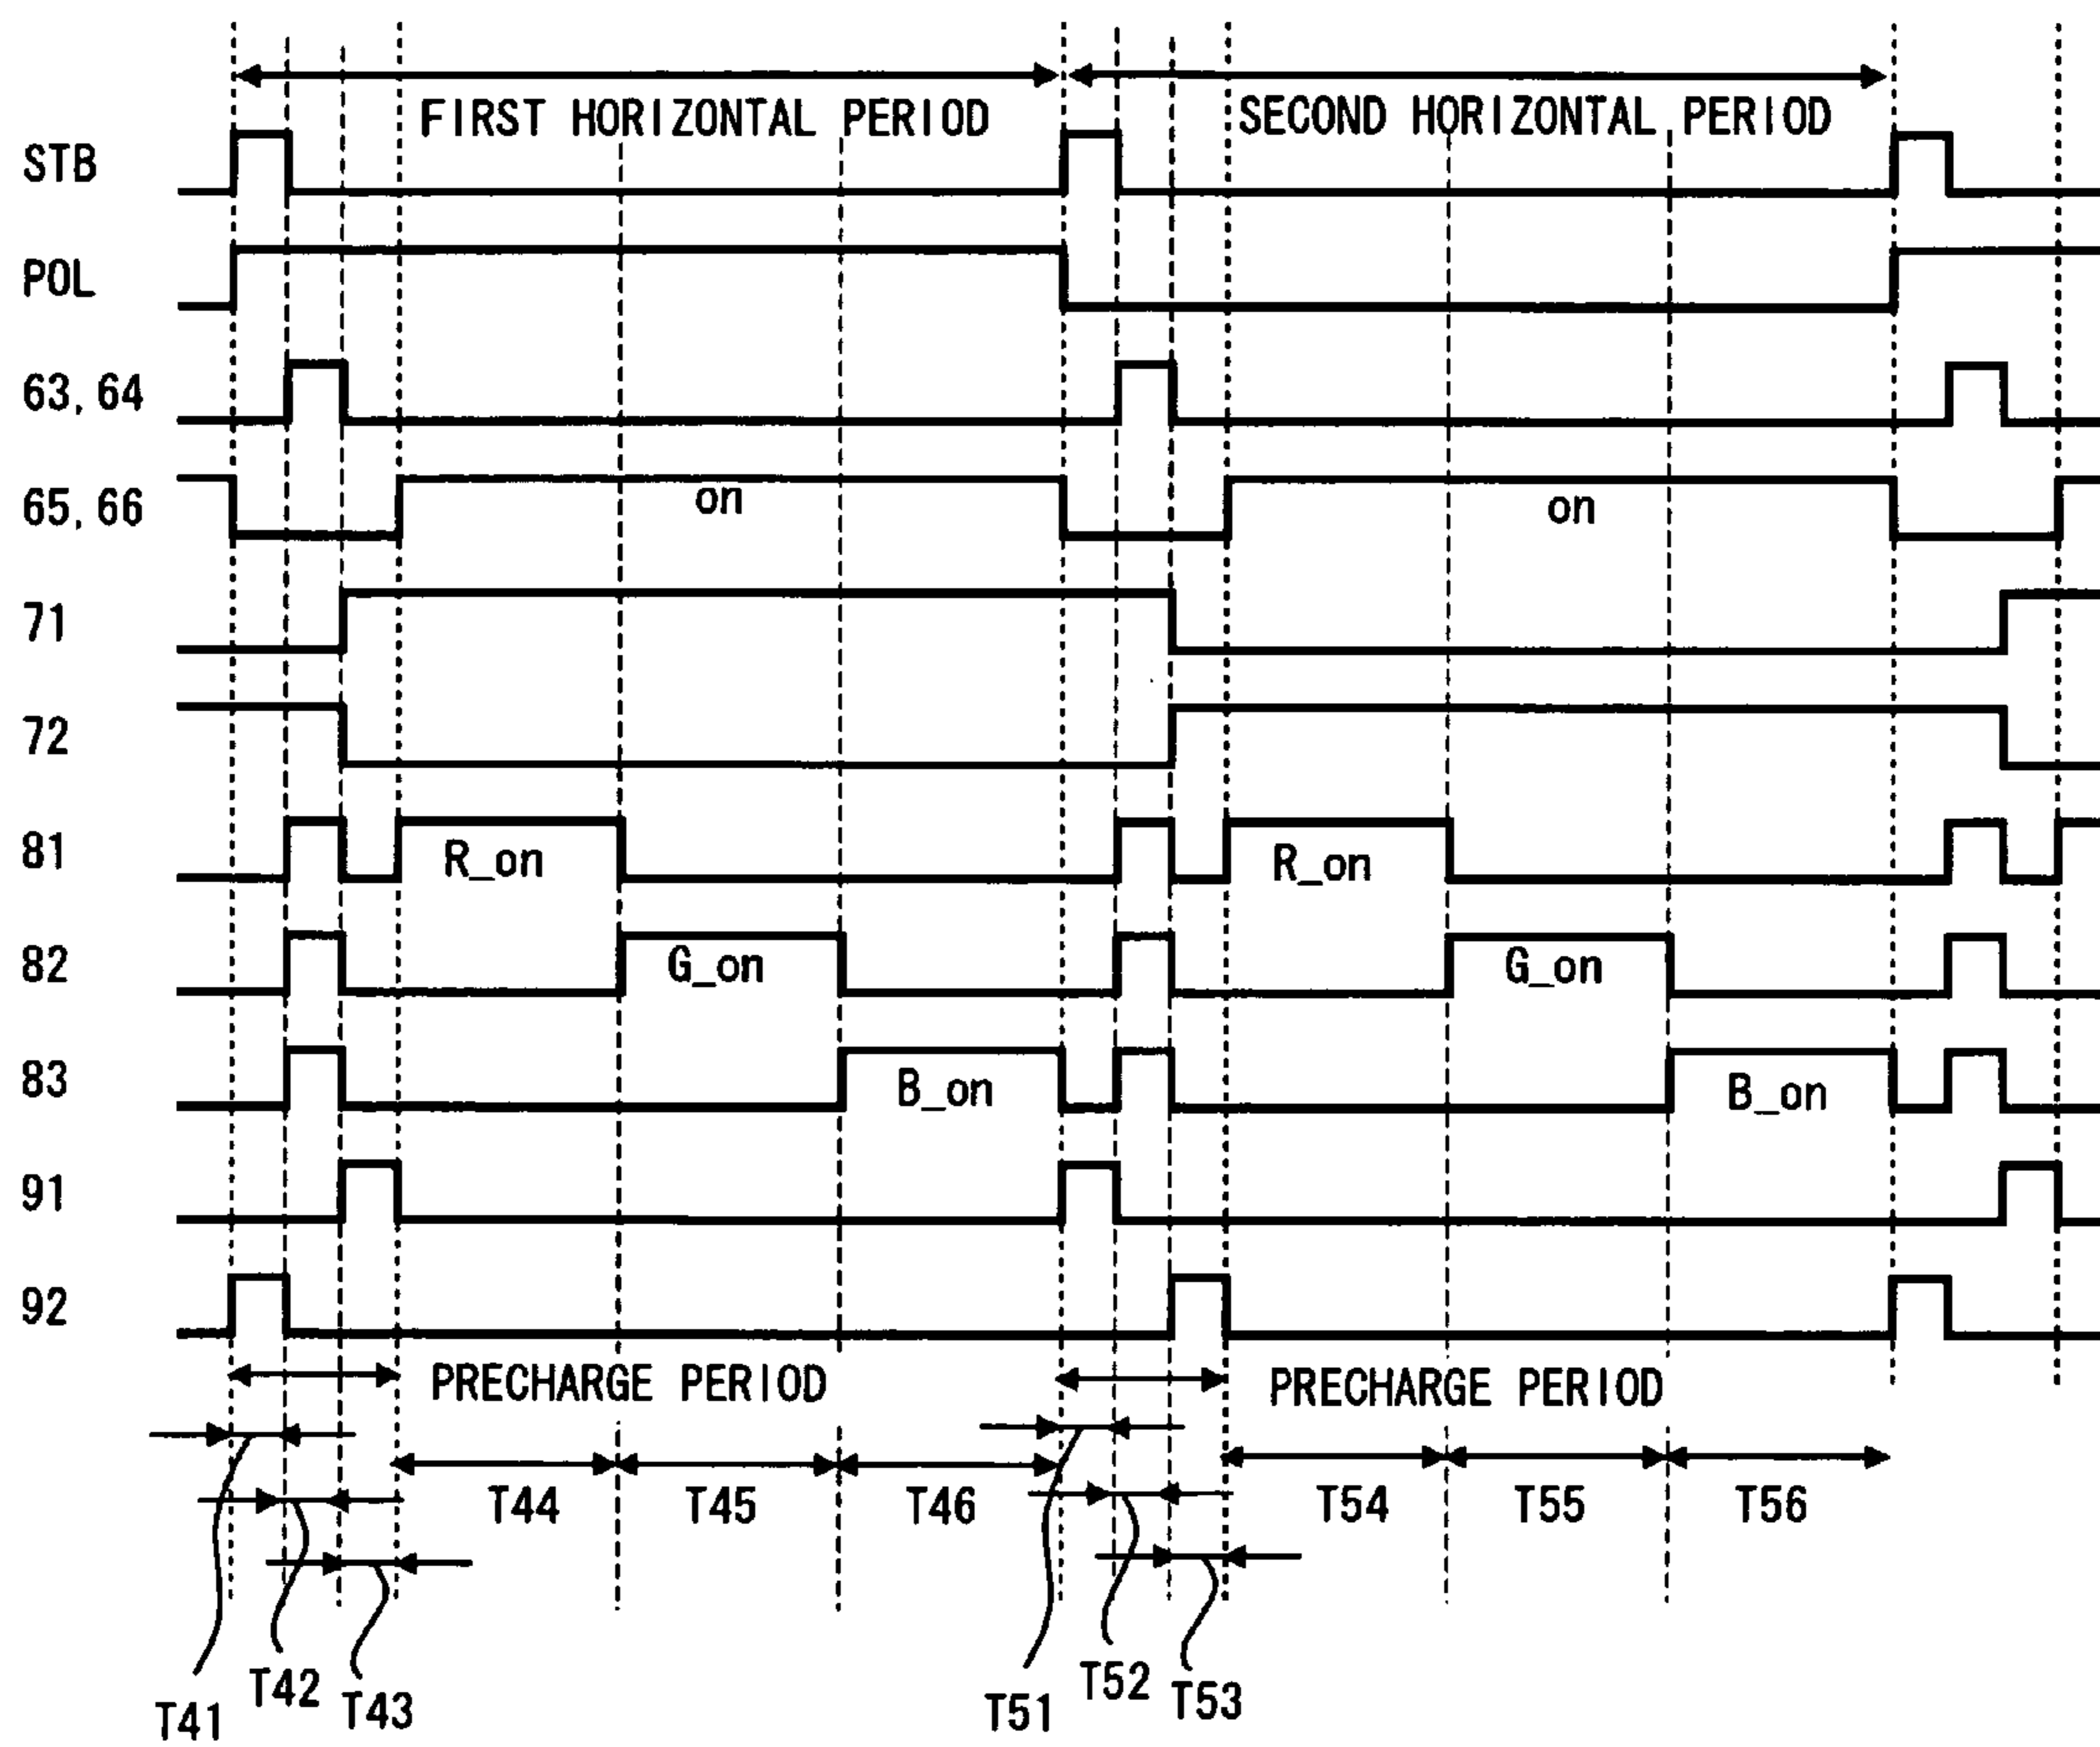 FIRST HORIZONTAL PERIOD
SECOND HORIZONTAL PERIOD
STB
POL
63, 64
65, 66
on
on
71
72
81
R_on
R_on
82
G_on
G_on
83
B_on
B_on
91
92
PRECHARGE PERIOD
PRECHARGE PERIOD
T44
T45
T46
T54
T55
T56
T41
T42
T43
T51
T52
T53